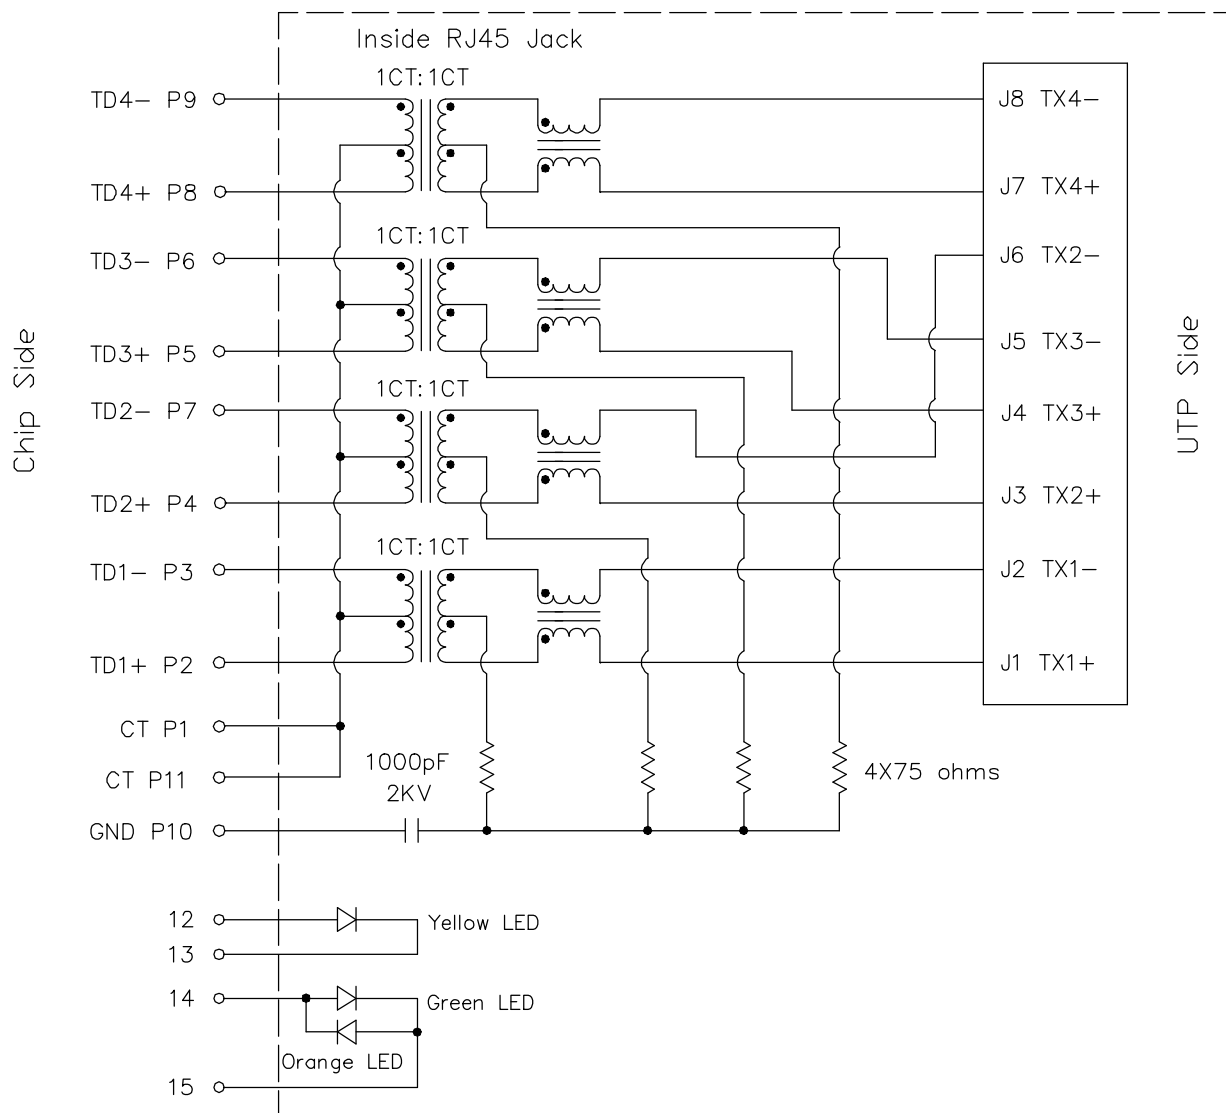 Inside RJ45 Jack
1CT:1CT
TD4- P9
J8 TX4-
TD4+ P8
J7 TX4+
1CT:1CT
TD3- P6
J6 TX2-
Chip Side
UTP Side
J5 TX3-
TD3+ P5
1CT:1CT
TD2- P7
J4 TX3+
TD2+ P4
J3 TX2+
1CT:1CT
TD1- P3
J2 TX1-
TD1+ P2
J1 TX1+
CT P1
1000pF
2KV
CT P11
4X75 ohms
GND P10
12
Yellow LED
13
14
Green LED
Orange LED
15